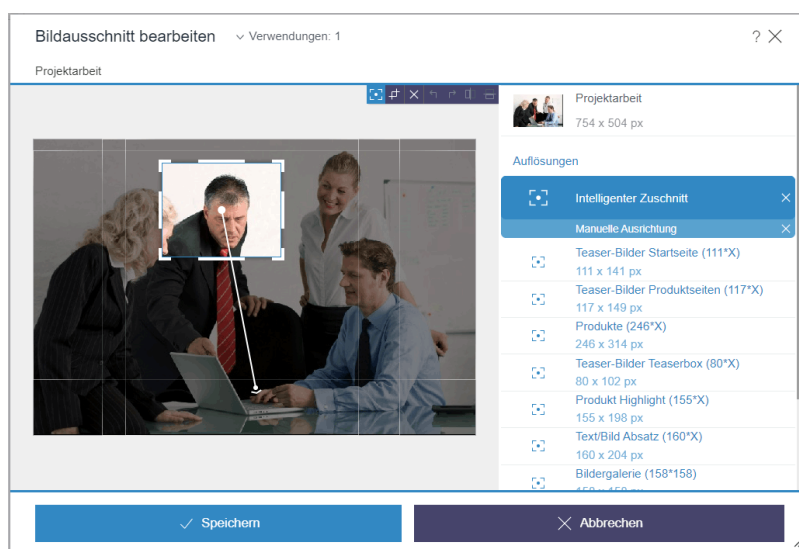 Bildausschnitt bearbeiten
Verwendungen: 1
?
Projektarbeit
Projektarbeit
754 x 504 px
Auflösungen
Intelligenter Zuschnitt
Manuelle Ausrichtung
Teaser-Bilder Startseite (111*X)
111 x 141 px
Teaser-Bilder Produktseiten (117*X)
117 x 149 px
Produkte (246*X)
246 x 314 px
Teaser-Bilder Teaserbox (80*X)
80 x 102 px
Produkt Highlight (155*X)
155 x 198 px
Text/Bild Absatz (160*X)
160 x 204 px
Bildergalerie (158*158)
Speichern
Abbrechen